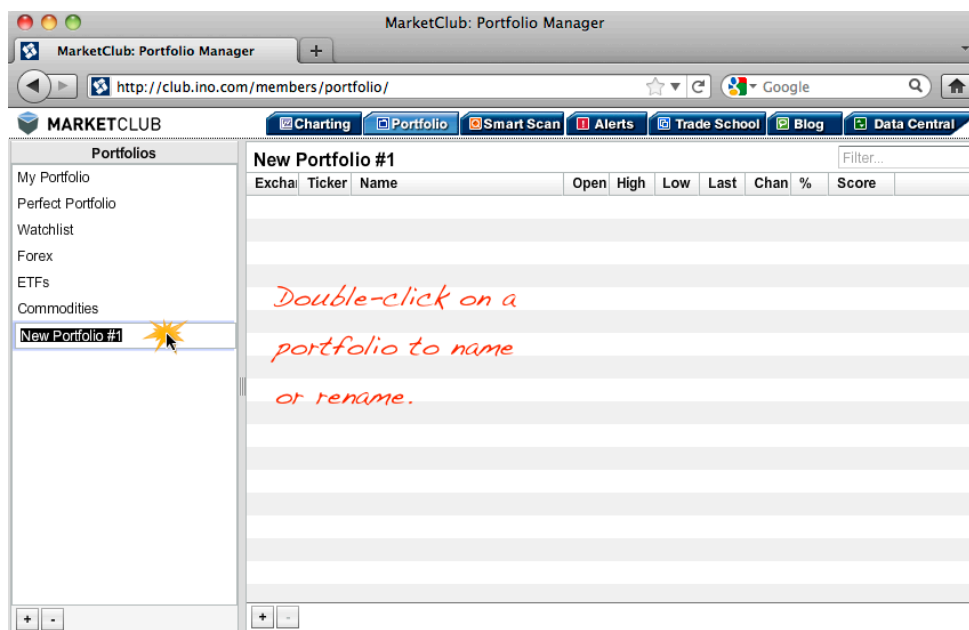 MarketClub: Portfolio Manager
MarketClub: Portfolio Manager +
http://club.ino.com/members/portfolio/ Google
MARKETCLUB Charting Portfolio Smart Scan Alerts Trade School Blog Data Central
Portfolios
My Portfolio
Perfect Portfolio
Watchlist
Forex
ETFs
Commodities
New Portfolio #1
New Portfolio #1 Filter...
Exchai Ticker Name Open High Low Last Chan % Score
Double-click on a
portfolio to name
or rename.
+ -
+ -